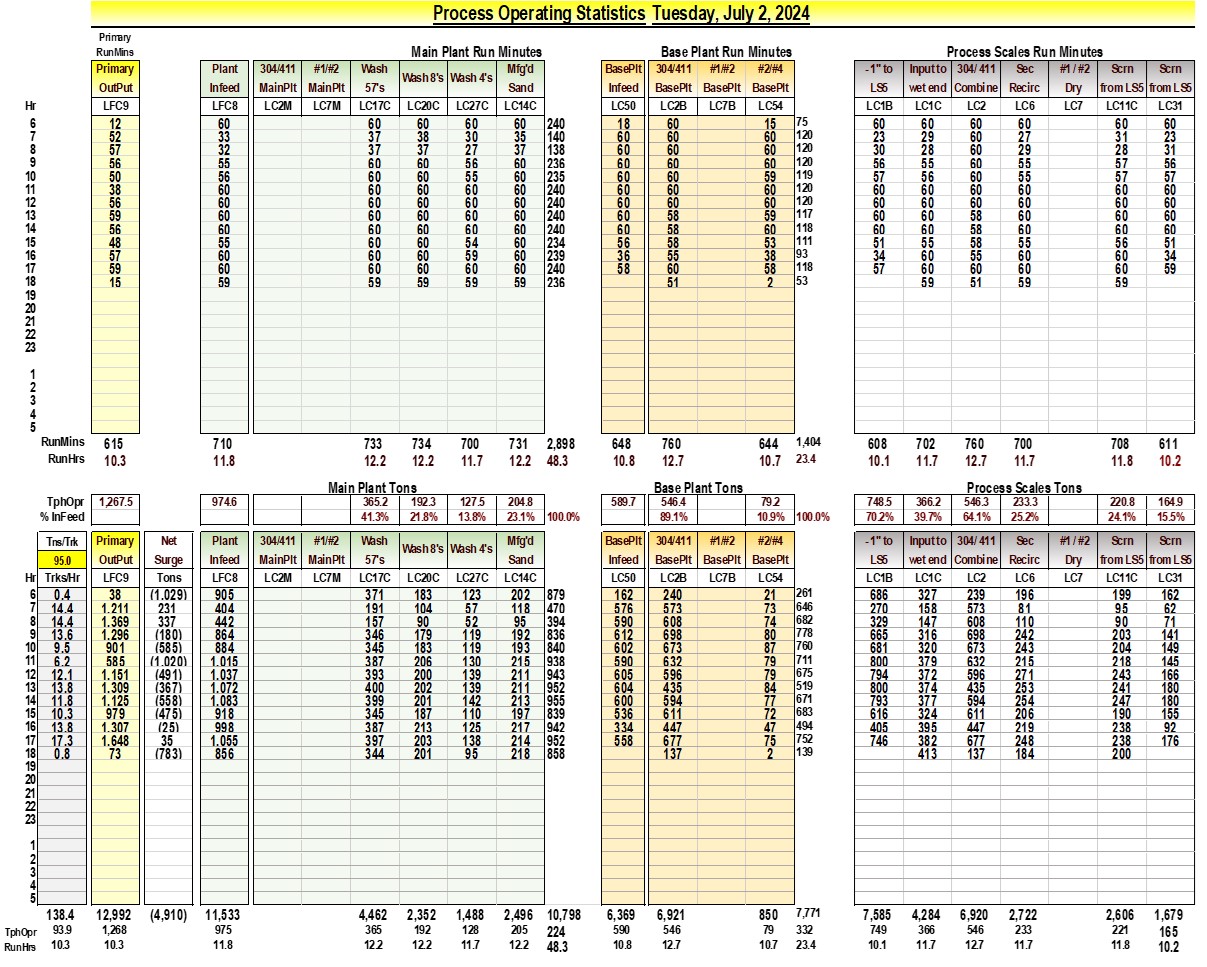 Process Operating Statistics Tuesday, July 2, 2024
Primary
RunMins Main Plant Run Minutes Base Plant Run Minutes Process Scales Run Minutes
Primary Plant 304/411 #1/#2 Wash Wash 8's Wash 4's Mfg'd BasePlt 304/411 #1/#2 #2/#4 -1" to Input to 304/ 411 Sec #1 / #2 Scrn Scrn
OutPut Infeed MainPlt MainPlt 57's Sand Infeed BasePlt BasePlt BasePlt LS5 wet end Combine Recirc Dry from LS5 from LS5
Hr LFC9 LFC8 LC2M LC7M LC17C LC20C LC27C LC14C LC50 LC2B LC7B LC54 LC1B LC1C LC2 LC6 LC7 LC11C LC31
6 12 60 60 60 60 60 240 18 60 15 75 60 60 60 60 60 60
7 52 33 37 38 30 35 140 60 60 60 120 23 29 60 27 31 23
8 57 32 37 37 27 37 138 60 60 60 120 30 28 60 29 28 31
9 56 55 60 60 56 60 236 60 60 60 120 56 55 60 55 57 56
10 50 56 60 60 55 60 235 60 60 59 119 57 56 60 55 57 57
11 38 60 60 60 60 60 240 60 60 60 120 60 60 60 60 60 60
12 56 60 60 60 60 60 240 60 60 60 120 60 60 60 60 60 60
13 59 60 60 60 60 60 240 60 58 59 117 60 60 58 60 60 60
14 56 60 60 60 60 60 240 60 58 60 118 60 60 58 60 60 60
15 48 55 60 60 54 60 234 56 58 53 111 51 55 58 55 56 51
16 57 60 60 60 59 60 239 36 55 38 93 34 60 55 60 60 34
17 59 60 60 60 60 60 240 58 60 58 118 57 60 60 60 60 59
18 15 59 59 59 59 59 236 51 2 53 59 51 59 59
19
20
21
22
23
1
2
3
4
5
RunMins 615 710 733 734 700 731 2,898 648 760 644 1,404 608 702 760 700 708 611
RunHrs 10.3 11.8 12.2 12.2 11.7 12.2 48.3 10.8 12.7 10.7 23.4 10.1 11.7 12.7 11.7 11.8 10.2
Main Plant Tons Base Plant Tons Process Scales Tons
TphOpr 1,267.5 974.6 365.2 192.3 127.5 204.8 589.7 546.4 79.2 748.5 366.2 546.3 233.3 220.8 164.9
% InFeed 41.3% 21.8% 13.8% 23.1% 100.0% 89.1% 10.9% 100.0% 70.2% 39.7% 64.1% 25.2% 24.1% 15.5%
Tns/Trk Primary Net Plant 304/411 #1/#2 Wash Wash 8's Wash 4's Mfg'd BasePlt 304/411 #1/#2 #2/#4 -1" to Input to 304/ 411 Sec #1 / #2 Scrn Scrn
95.0 OutPut Surge Infeed MainPlt MainPlt 57's Sand Infeed BasePlt BasePlt BasePlt LS5 wet end Combine Recirc Dry from LS5 from LS5
Hr Trks/Hr LFC9 Tons LFC8 LC2M LC7M LC17C LC20C LC27C LC14C LC50 LC2B LC7B LC54 LC1B LC1C LC2 LC6 LC7 LC11C LC31
6 0.4 38 (1,029) 905 371 183 123 202 879 162 240 21 261 686 327 239 196 199 162
7 14.4 1,211 231 404 191 104 57 118 470 576 573 73 646 270 158 573 81 95 62
8 14.4 1,369 337 442 157 90 52 95 394 590 608 74 682 329 147 608 110 90 71
9 13.6 1,296 (180) 864 346 179 119 192 836 612 698 80 778 665 316 698 242 203 141
10 9.5 901 (585) 884 345 183 119 193 840 602 673 87 760 681 320 673 243 204 149
11 6.2 585 (1,020) 1,015 387 206 130 215 938 590 632 79 711 800 379 632 215 218 145
12 12.1 1,151 (491) 1,037 393 200 139 211 943 605 596 79 675 794 372 596 271 243 166
13 13.8 1,309 (367) 1,072 400 202 139 211 952 604 435 84 519 800 374 435 253 241 180
14 11.8 1,125 (558) 1,083 399 201 142 213 955 600 594 77 671 793 377 594 254 247 180
15 10.3 979 (475) 918 345 187 110 197 839 536 611 72 683 616 324 611 206 190 155
16 13.8 1,307 (25) 998 387 213 125 217 942 334 447 47 494 405 395 447 219 238 92
17 17.3 1,648 35 1,055 397 203 138 214 952 558 677 75 752 746 382 677 248 238 176
18 0.8 73 (783) 856 344 201 95 218 858 137 2 139 413 137 184 200
19
20
21
22
23
1
2
3
4
5
138.4 12,992 (4,910) 11,533 4,462 2,352 1,488 2,496 10,798 6,369 6,921 850 7,771 7,585 4,284 6,920 2,722 2,606 1,679
TphOpr 93.9 1,268 975 365 192 128 205 224 590 546 79 332 749 366 546 233 221 165
RunHrs 10.3 10.3 11.8 12.2 12.2 11.7 12.2 48.3 10.8 12.7 10.7 23.4 10.1 11.7 12.7 11.7 11.8 10.2